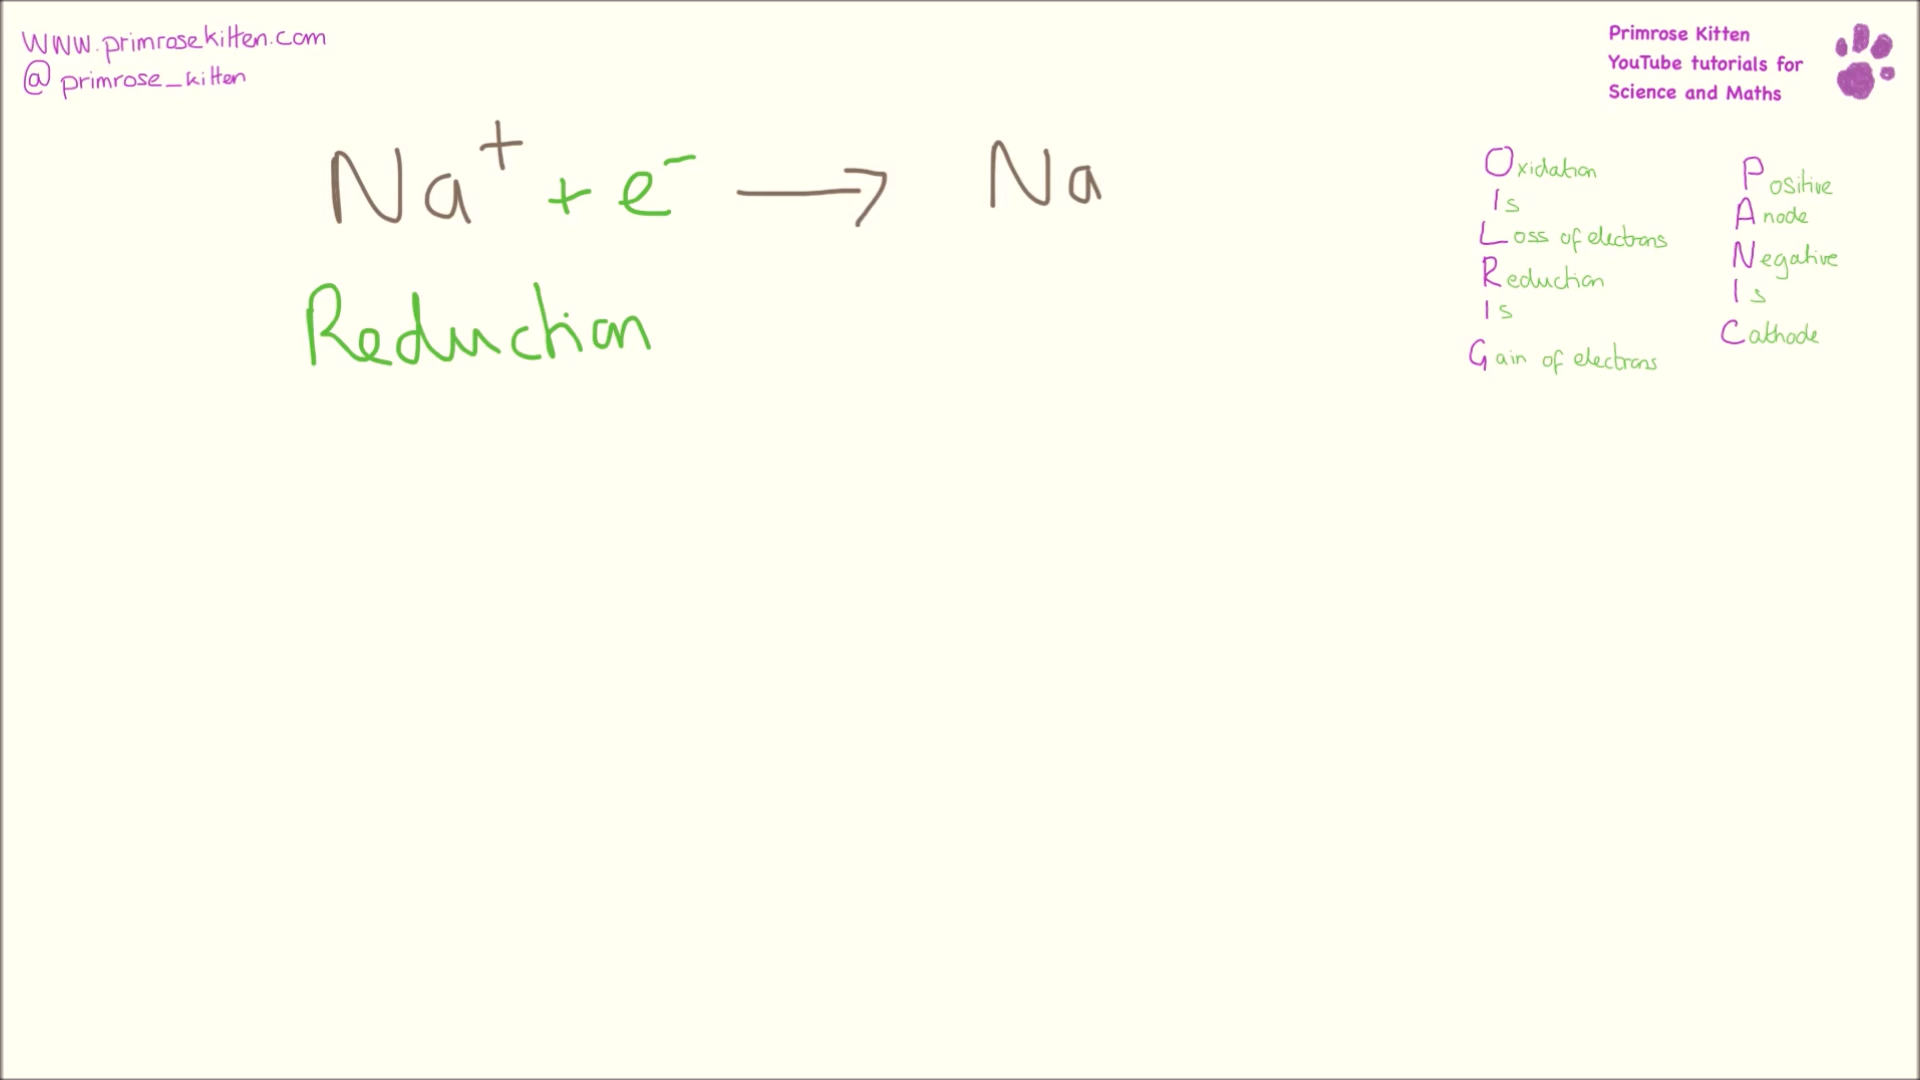 www.primrosekitten.com
@primrose_kitten
Primrose Kitten
YouTube tutorials for
Science and Maths
Na⁺ + e⁻ → Na
Reduction
Oxidation
Is
Loss of electrons
Reduction
Is
Gain of electrons
Positive
Anode
Negative
Is
Cathode